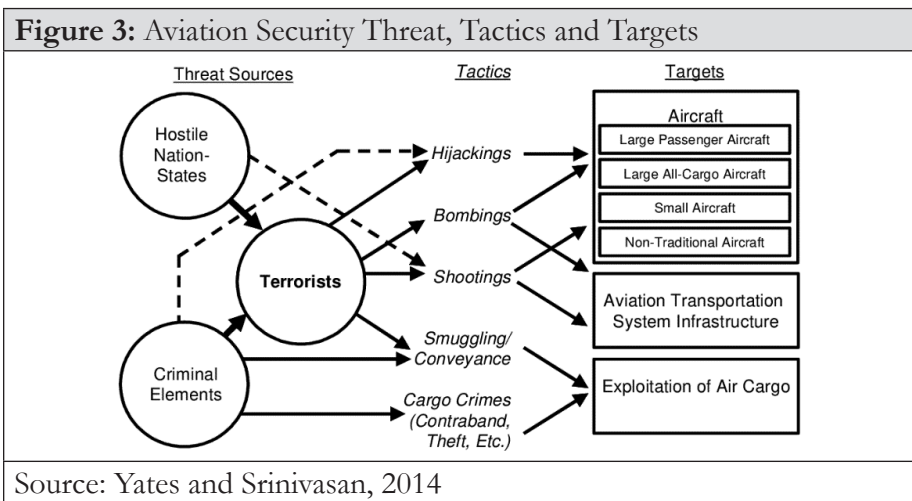 Figure 3: Aviation Security Threat, Tactics and Targets
Threat Sources
Tactics
Targets
Hostile
Nation-
States
Terrorists
Criminal
Elements
Hijackings
Bombings
Shootings
Smuggling/
Conveyance
Cargo Crimes
(Contraband,
Theft, Etc.)
Aircraft
Large Passenger Aircraft
Large All-Cargo Aircraft
Small Aircraft
Non-Traditional Aircraft
Aviation Transportation
System Infrastructure
Exploitation of Air Cargo
Source: Yates and Srinivasan, 2014